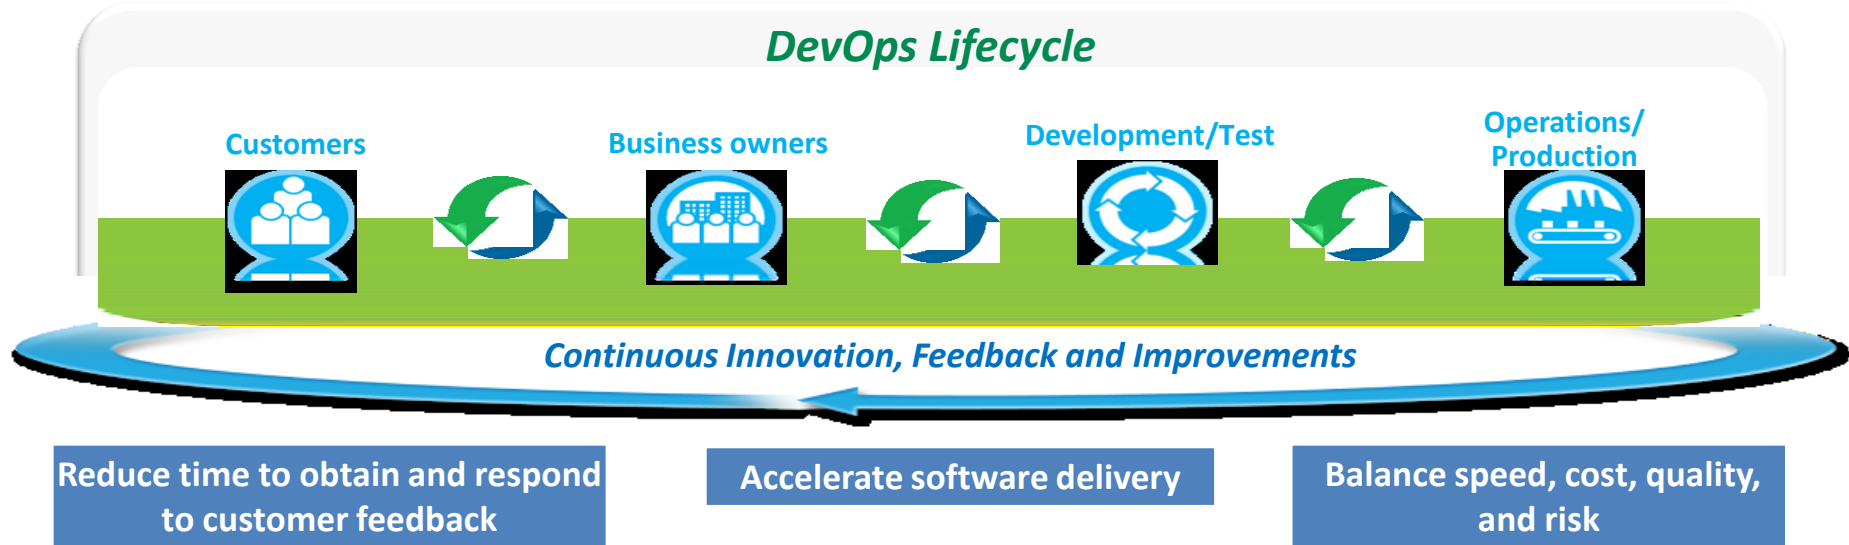 DevOps Lifecycle
Customers
Business owners
Development/Test
Operations/
Production
Continuous Innovation, Feedback and Improvements
Reduce time to obtain and respond
to customer feedback
Accelerate software delivery
Balance speed, cost, quality,
and risk